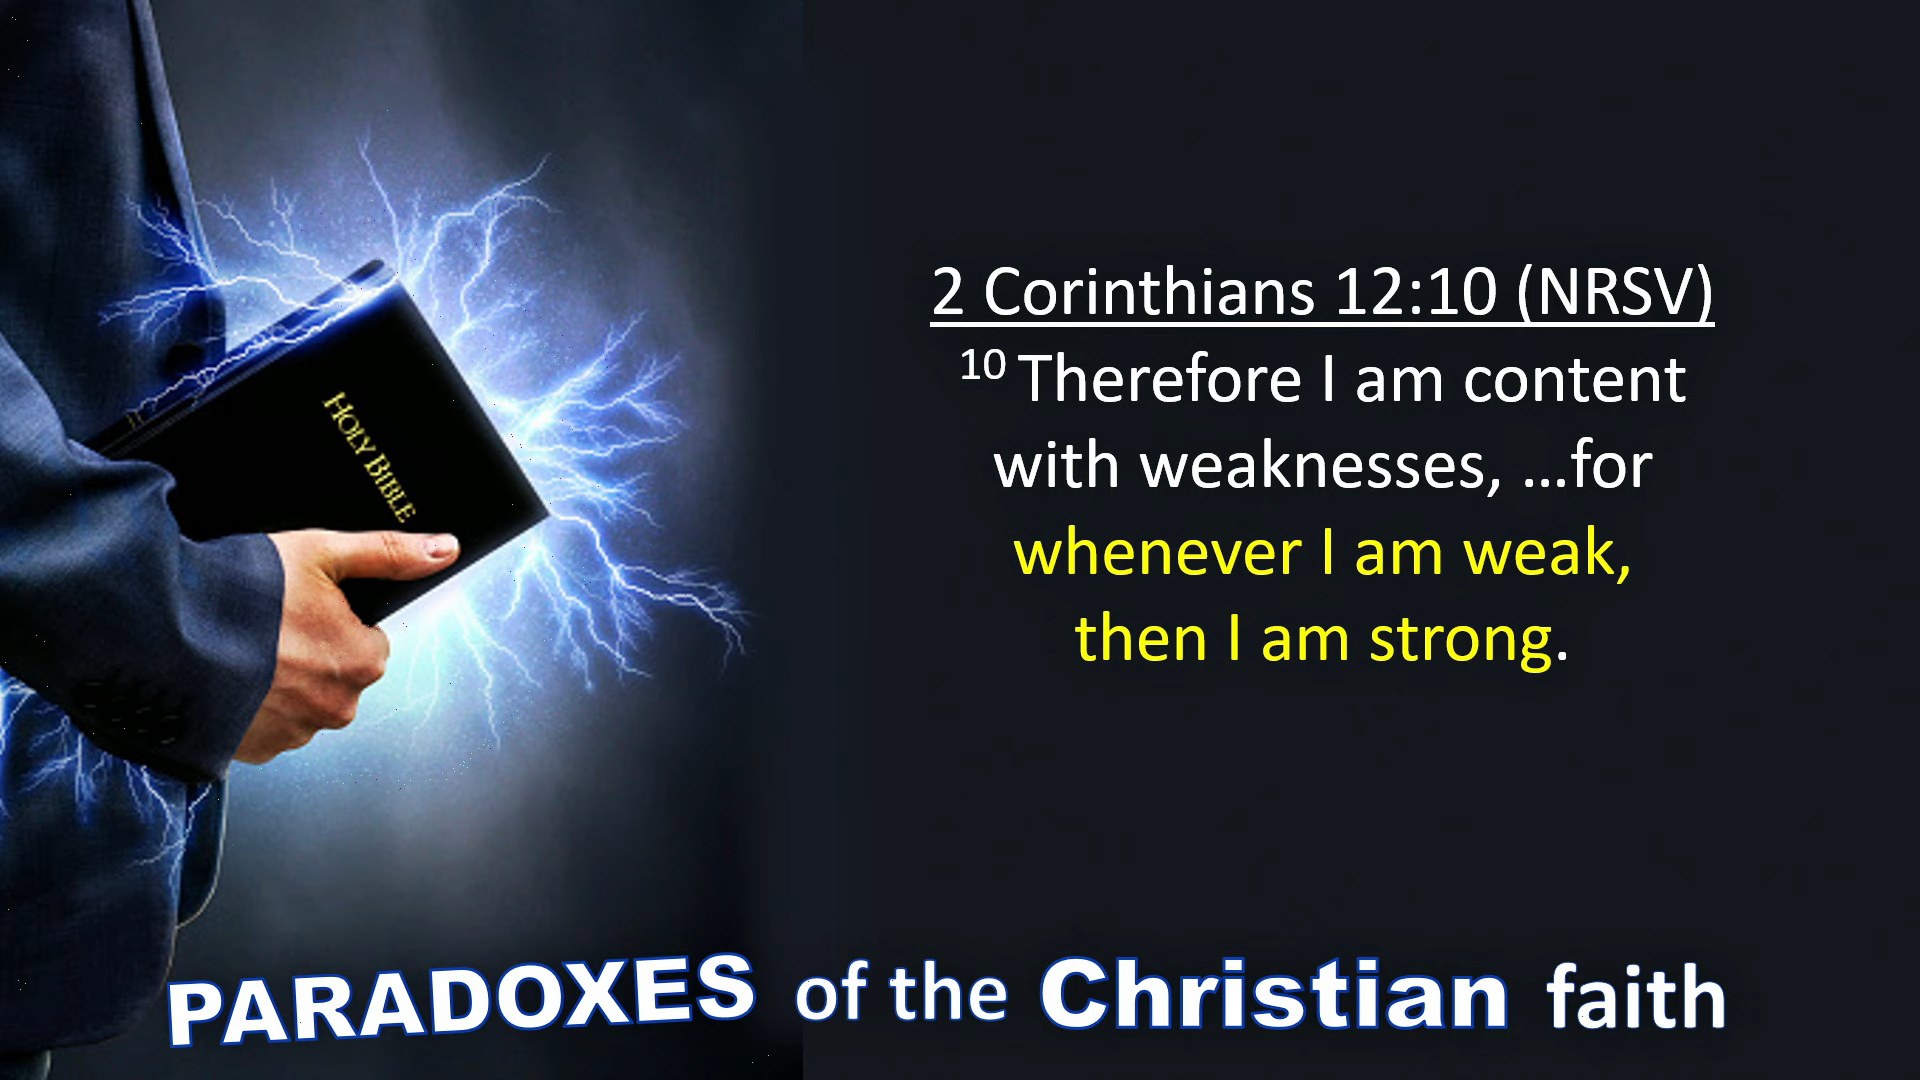 HOLY BIBLE
2 Corinthians 12:10 (NRSV)
10 Therefore I am content
with weaknesses, ...for
whenever I am weak,
then I am strong.
PARADOXES of the Christian faith